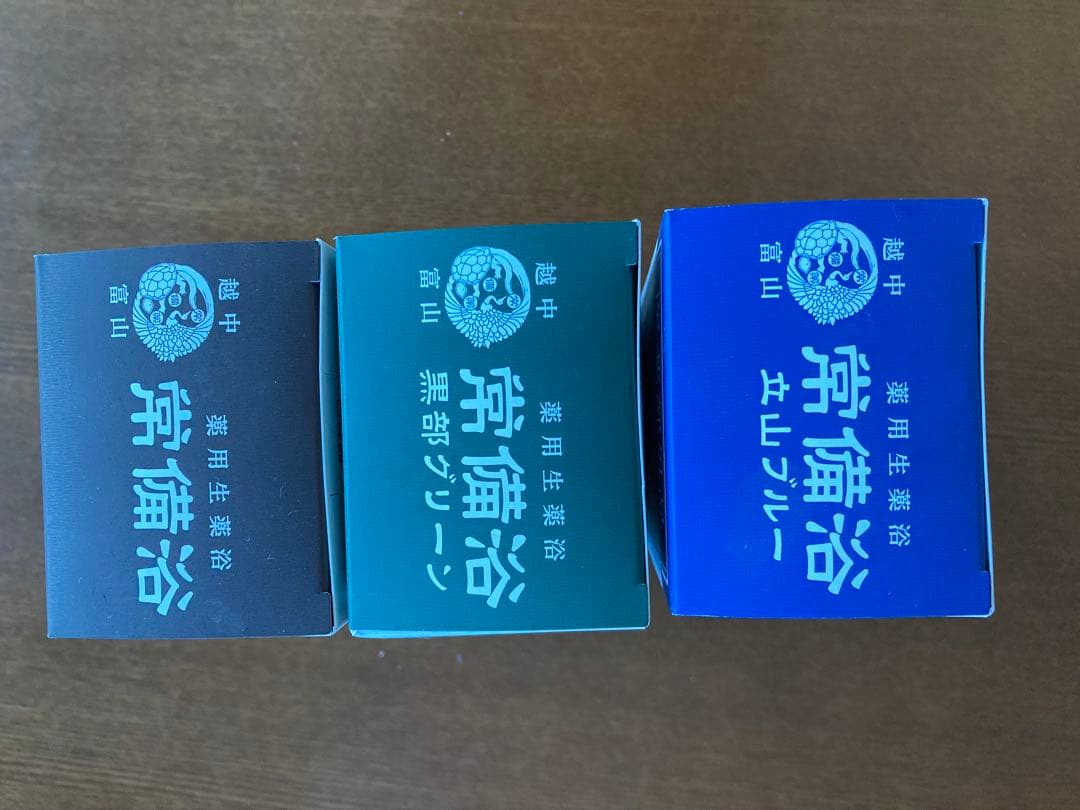 越中
富山
薬用生薬浴
常備浴
越中
富山
薬用生薬浴
常備浴
黒部グリーン
越中
富山
薬用生薬浴
常備浴
立山ブルー